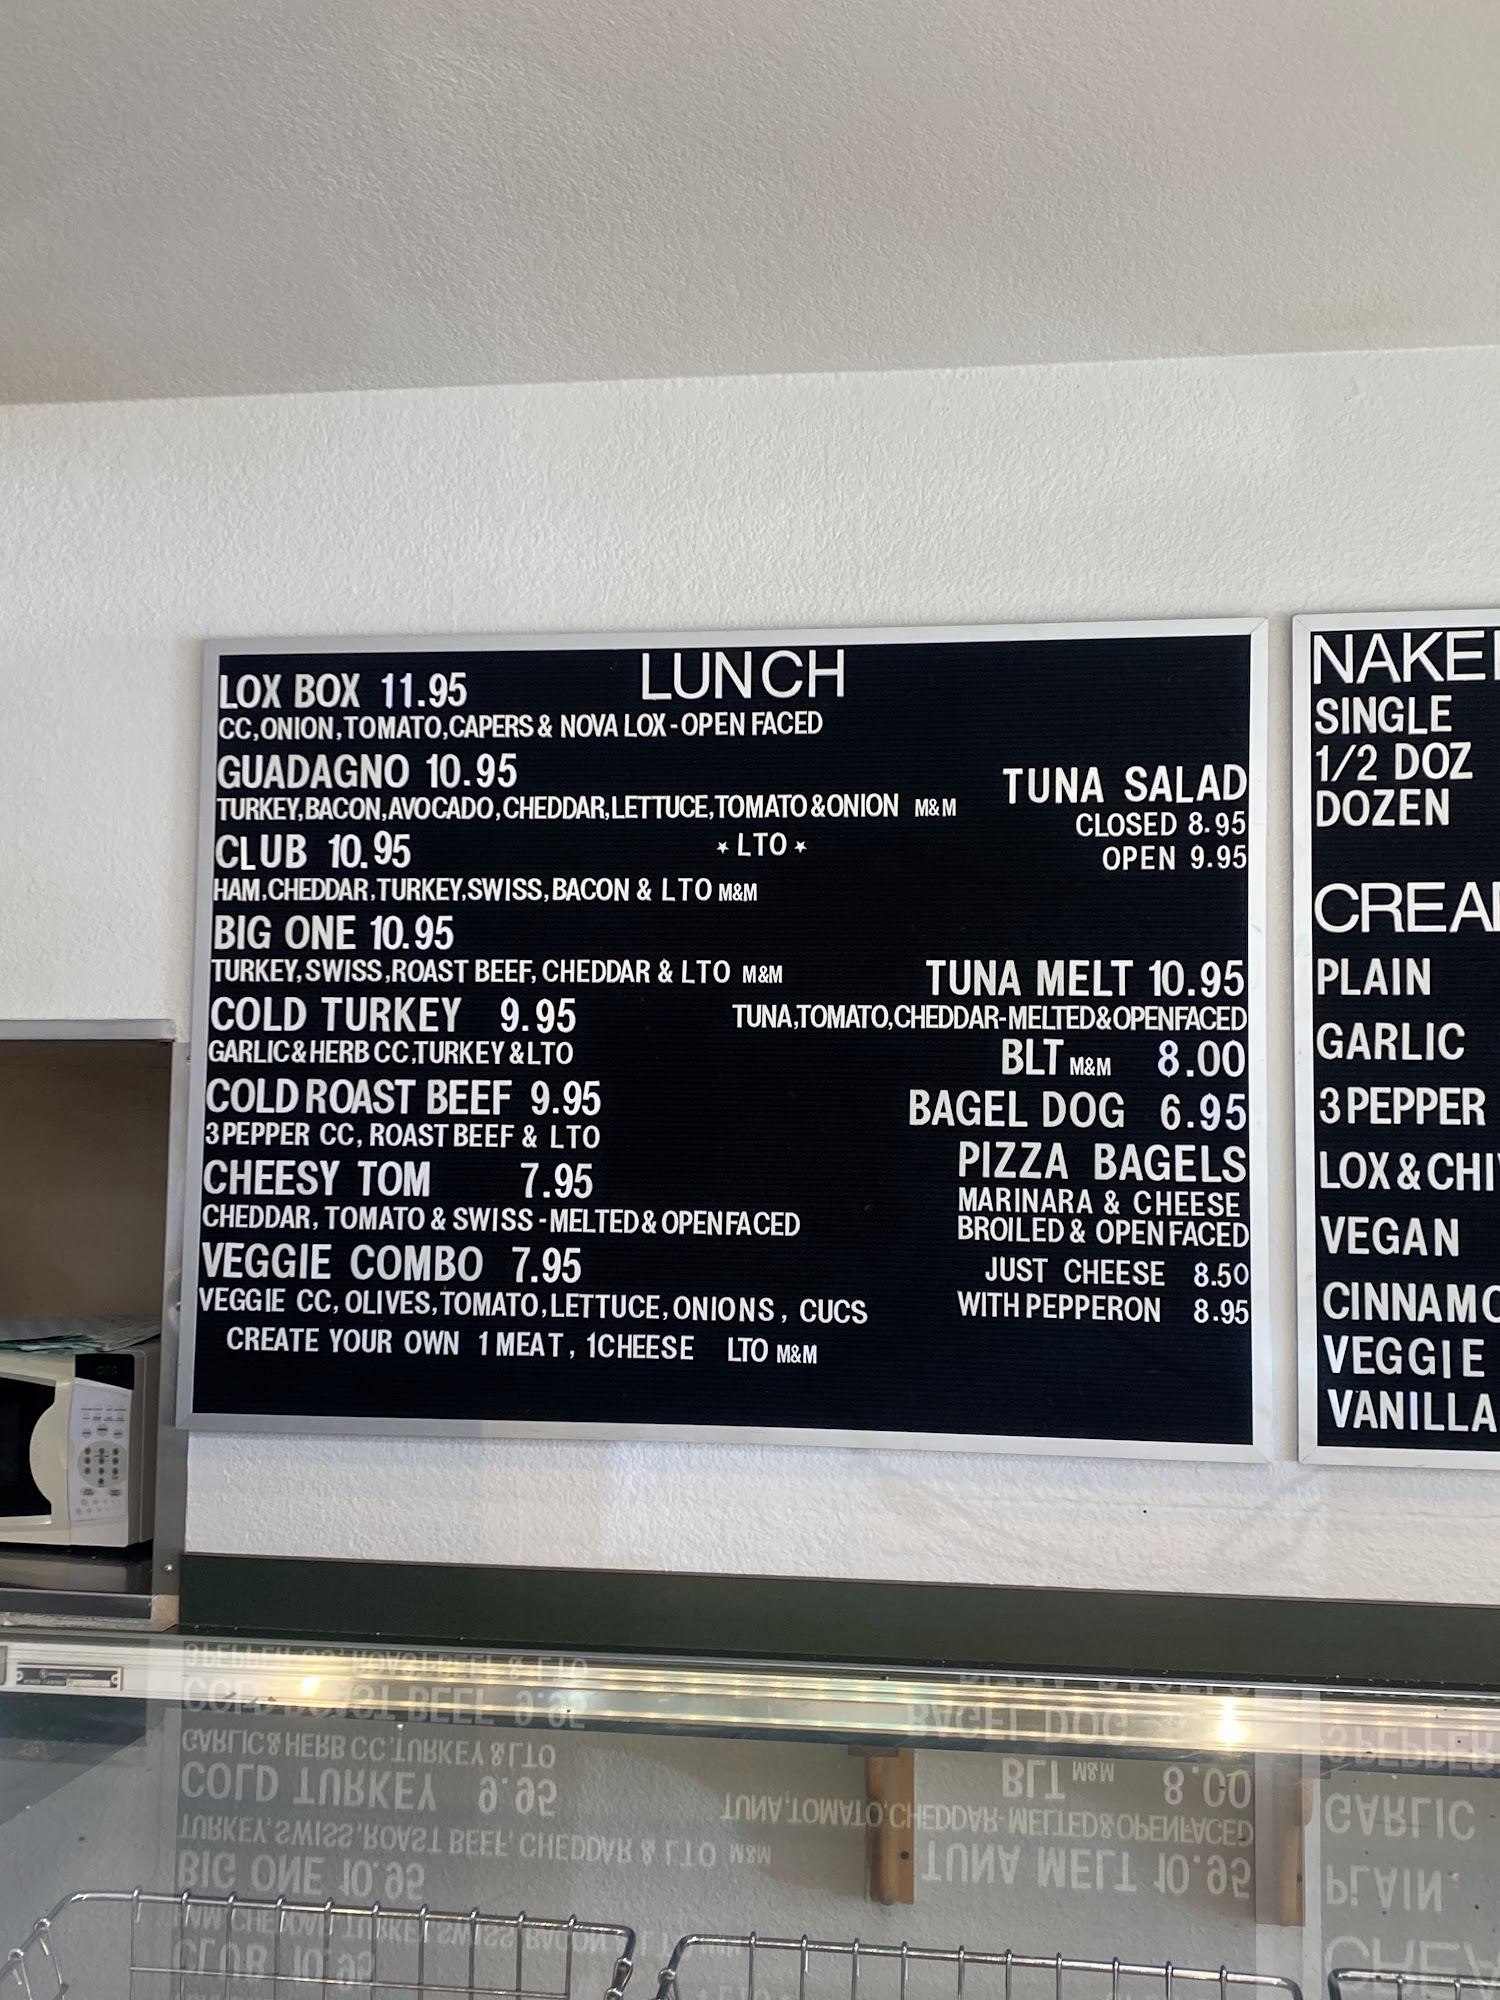 LUNCH
LOX BOX 11.95
CC, ONION, TOMATO, CAPERS & NOVA LOX - OPEN FACED
GUADAGNO 10.95
TURKEY, BACON, AVOCADO, CHEDDAR, LETTUCE, TOMATO & ONION M&M
CLUB 10.95
* LTO *
HAM, CHEDDAR, TURKEY, SWISS, BACON & LTO M&M
BIG ONE 10.95
TURKEY, SWISS, ROAST BEEF, CHEDDAR & LTO M&M
COLD TURKEY 9.95
GARLIC & HERB CC, TURKEY & LTO
COLD ROAST BEEF 9.95
3 PEPPER CC, ROAST BEEF & LTO
CHEESY TOM 7.95
CHEDDAR, TOMATO & SWISS - MELTED & OPENFACED
VEGGIE COMBO 7.95
VEGGIE CC, OLIVES, TOMATO, LETTUCE, ONIONS, CUCS
CREATE YOUR OWN 1 MEAT, 1CHEESE LTO M&M
TUNA SALAD
CLOSED 8.95
OPEN 9.95
TUNA MELT 10.95
TUNA, TOMATO, CHEDDAR - MELTED & OPENFACED
BLT M&M 8.00
BAGEL DOG 6.95
PIZZA BAGELS
MARINARA & CHEESE
BROILED & OPEN FACED
JUST CHEESE 8.50
WITH PEPPERON 8.95
SINGLE
1/2 DOZ
DOZEN
PLAIN
GARLIC
3 PEPPER
LOX & CHI
VEGAN
CINNAMO
VEGGIE
VANILLA